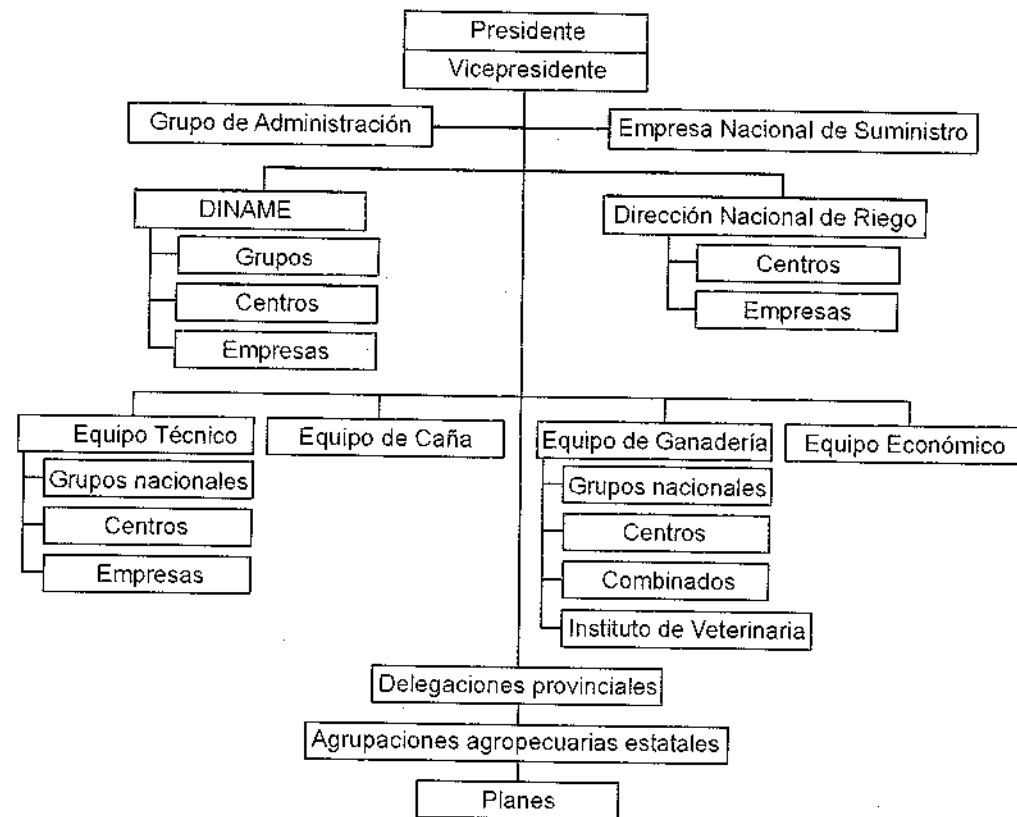 Presidente
Vicepresidente
Grupo de Administración
Empresa Nacional de Suministro
DINAME
Grupos
Centros
Empresas
Dirección Nacional de Riego
Centros
Empresas
Equipo Técnico
Grupos nacionales
Centros
Empresas
Equipo de Caña
Equipo de Ganadería
Grupos nacionales
Centros
Combinados
Instituto de Veterinaria
Equipo Económico
Delegaciones provinciales
Agrupaciones agropecuarias estatales
Planes